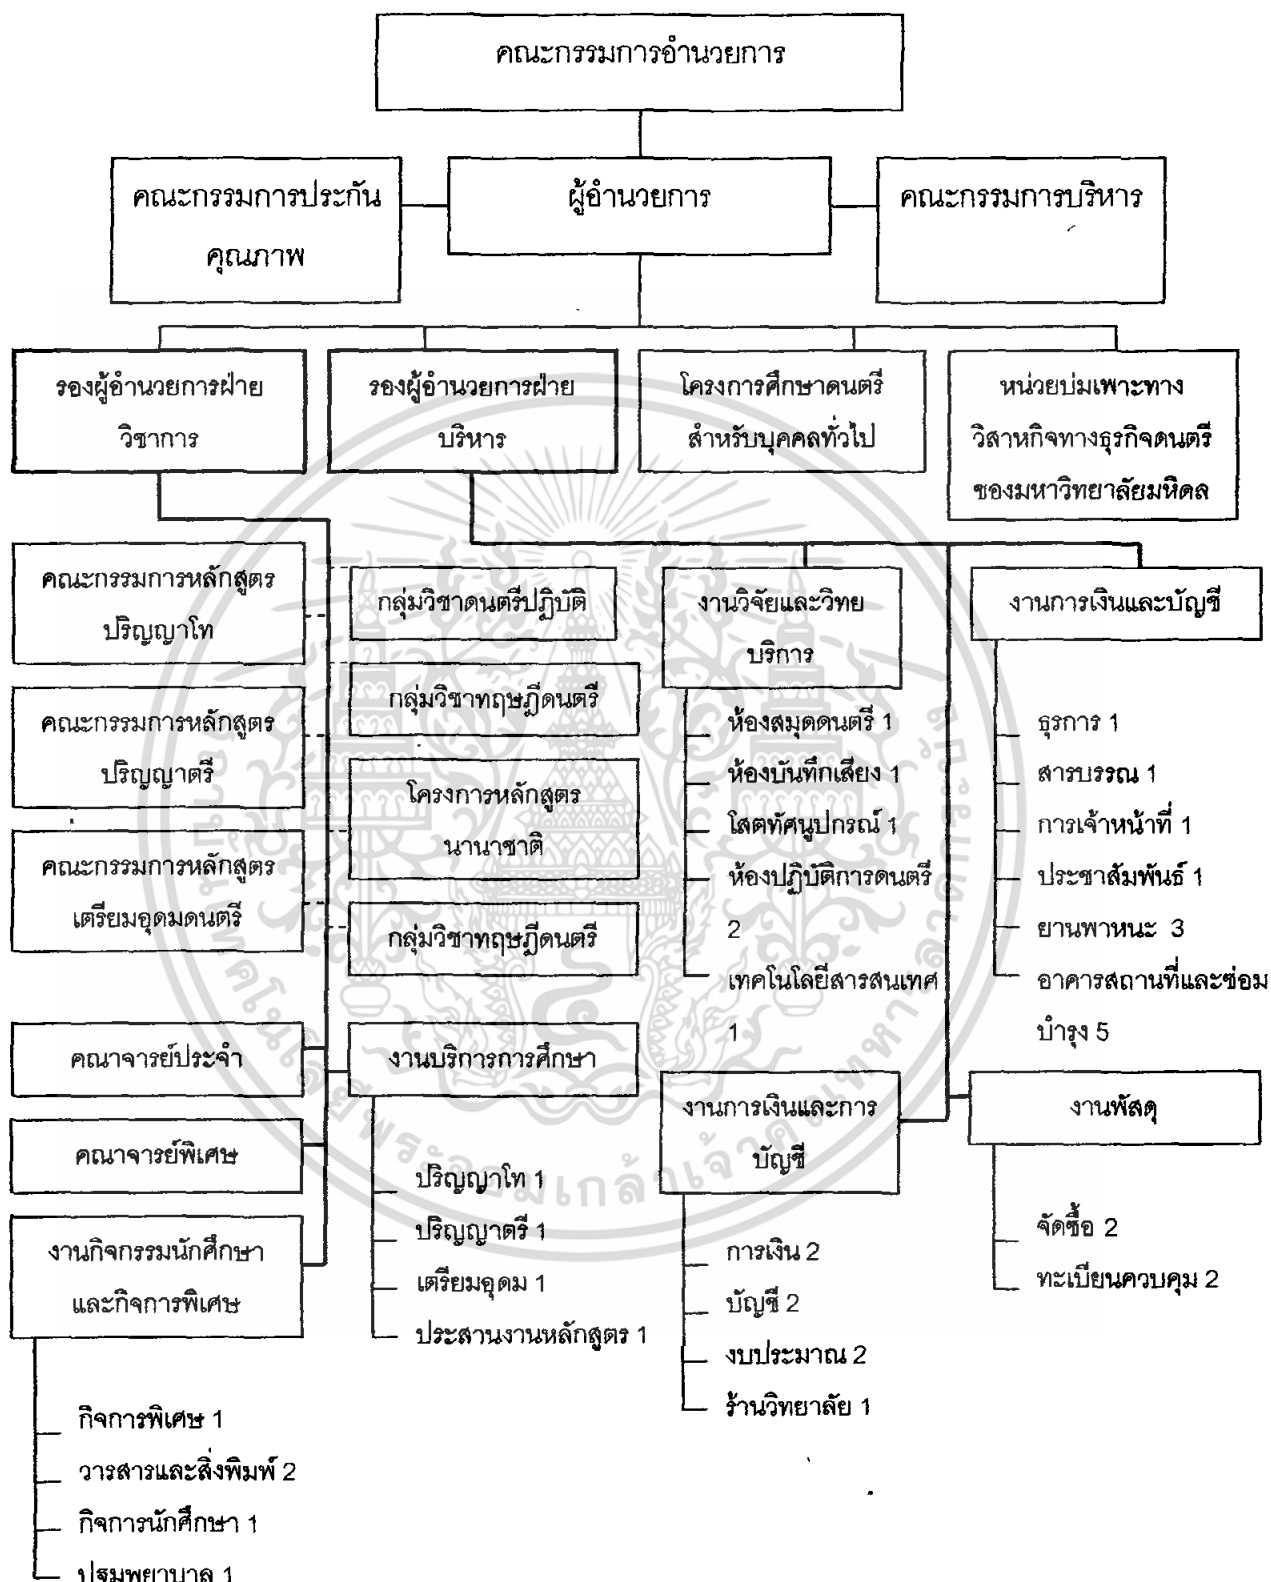 คณะกรรมการอำนวยการ
คณะกรรมการประกัน
คุณภาพ
ผู้อำนวยการ
คณะกรรมการบริหาร
รองผู้อำนวยการฝ่าย
วิชาการ
รองผู้อำนวยการฝ่าย
บริหาร
โครงการศึกษาดนตรี
สำหรับบุคคลทั่วไป
หน่วยบ่มเพาะทาง
วิสาหกิจทางธุรกิจดนตรี
ของมหาวิทยาลัยมหิดล
คณะกรรมการหลักสูตร
ปริญญาโท
คณะกรรมการหลักสูตร
ปริญญาตรี
คณะกรรมการหลักสูตร
เตรียมอุดมดนตรี
กลุ่มวิชาดนตรีปฏิบัติ
กลุ่มวิชาทฤษฎีดนตรี
โครงการหลักสูตร
นานาชาติ
กลุ่มวิชาทฤษฎีดนตรี
งานวิจัยและวิทย
บริการ
ห้องสมุดดนตรี 1
ห้องบันทึกเสียง 1
โสตทัศนูปกรณ์ 1
ห้องปฏิบัติการดนตรี
2
เทคโนโลยีสารสนเทศ
1
งานการเงินและบัญชี
ธุรการ 1
สารบรรณ 1
การเจ้าหน้าที่ 1
ประชาสัมพันธ์ 1
ยานพาหนะ 3
อาคารสถานที่และซ่อม
บำรุง 5
คณาจารย์ประจำ
คณาจารย์พิเศษ
งานกิจกรรมนักศึกษา
และกิจการพิเศษ
กิจการพิเศษ 1
วารสารและสิ่งพิมพ์ 2
กิจการนักศึกษา 1
ปฐมพยาบาล 1
งานบริการการศึกษา
ปริญญาโท 1
ปริญญาตรี 1
เตรียมอุดม 1
ประสานงานหลักสูตร 1
งานการเงินและการ
บัญชี
การเงิน 2
บัญชี 2
งบประมาณ 2
ร้านวิทยาลัย 1
งานพัสดุ
จัดซื้อ 2
ทะเบียนควบคุม 2